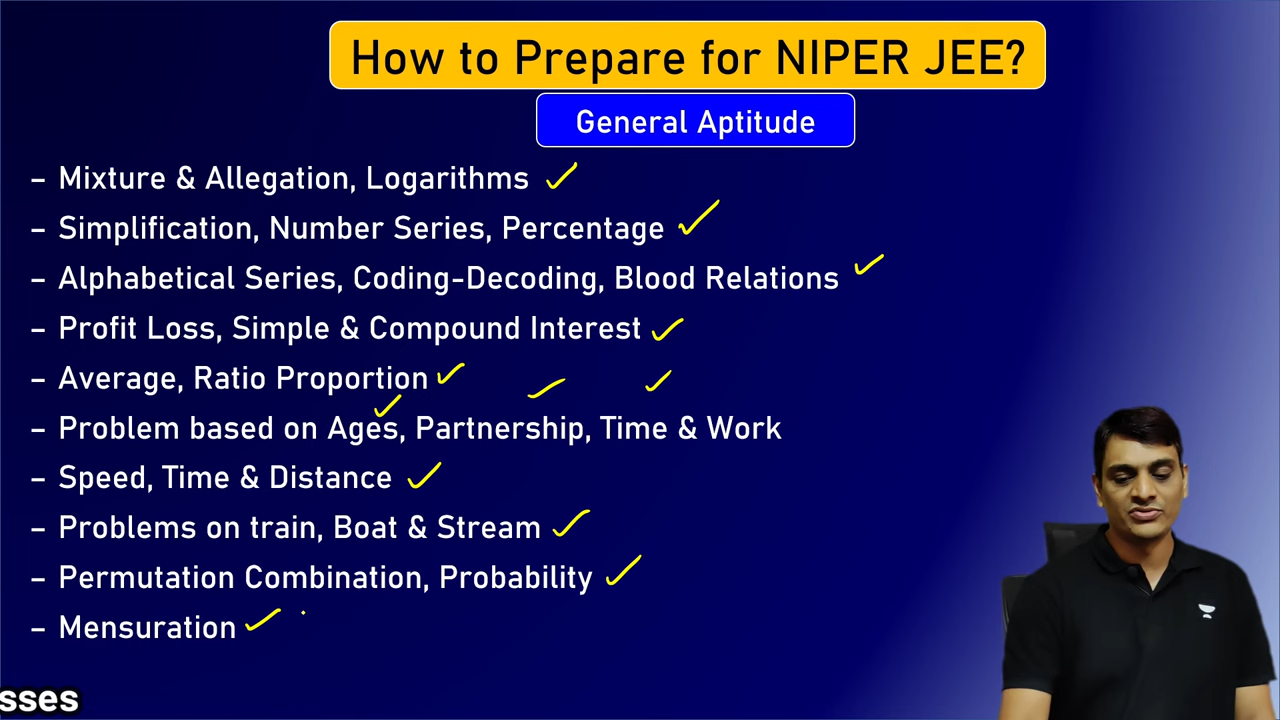 How to Prepare for NIPER JEE?
General Aptitude
– Mixture & Allegation, Logarithms
– Simplification, Number Series, Percentage
– Alphabetical Series, Coding-Decoding, Blood Relations
– Profit Loss, Simple & Compound Interest
– Average, Ratio Proportion
– Problem based on Ages, Partnership, Time & Work
– Speed, Time & Distance
– Problems on train, Boat & Stream
– Permutation Combination, Probability
– Mensuration
sses